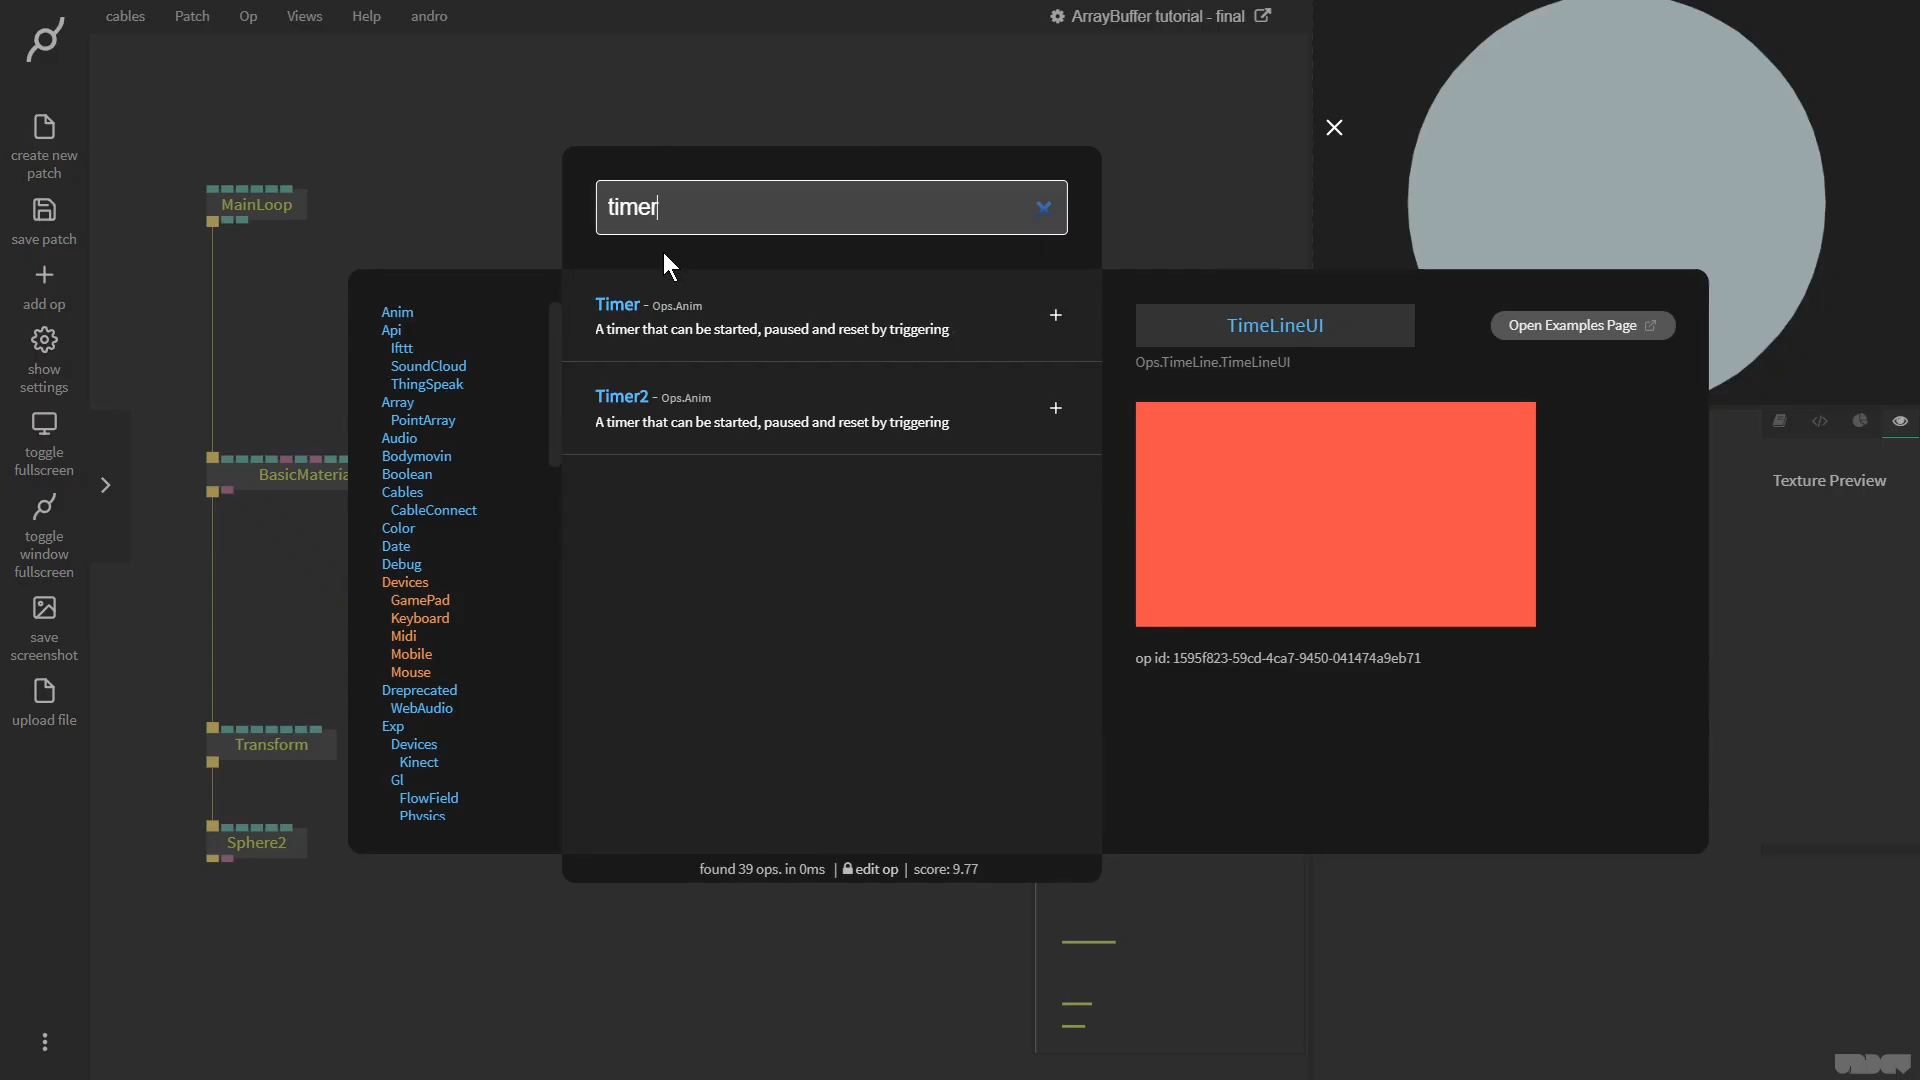 cables Patch Op Views Help andro
ArrayBuffer tutorial - final
create new
patch
save patch
add op
show
settings
toggle
fullscreen
toggle
window
fullscreen
save
screenshot
upload file
MainLoop
BasicMateria
Transform
Sphere2
timer
Anim
Api
Ifttt
SoundCloud
ThingSpeak
Array
PointArray
Audio
Bodymovin
Boolean
Cables
CableConnect
Color
Date
Debug
Devices
GamePad
Keyboard
Midi
Mobile
Mouse
Dreprecated
WebAudio
Exp
Devices
Kinect
Gl
FlowField
Physics
Timer - Ops.Anim
A timer that can be started, paused and reset by triggering
Timer2 - Ops.Anim
A timer that can be started, paused and reset by triggering
found 39 ops. in 0ms | edit op | score: 9.77
TimeLineUI
Open Examples Page
Ops.TimeLine.TimeLineUI
op id: 1595f823-59cd-4ca7-9450-041474a9eb71
Texture Preview